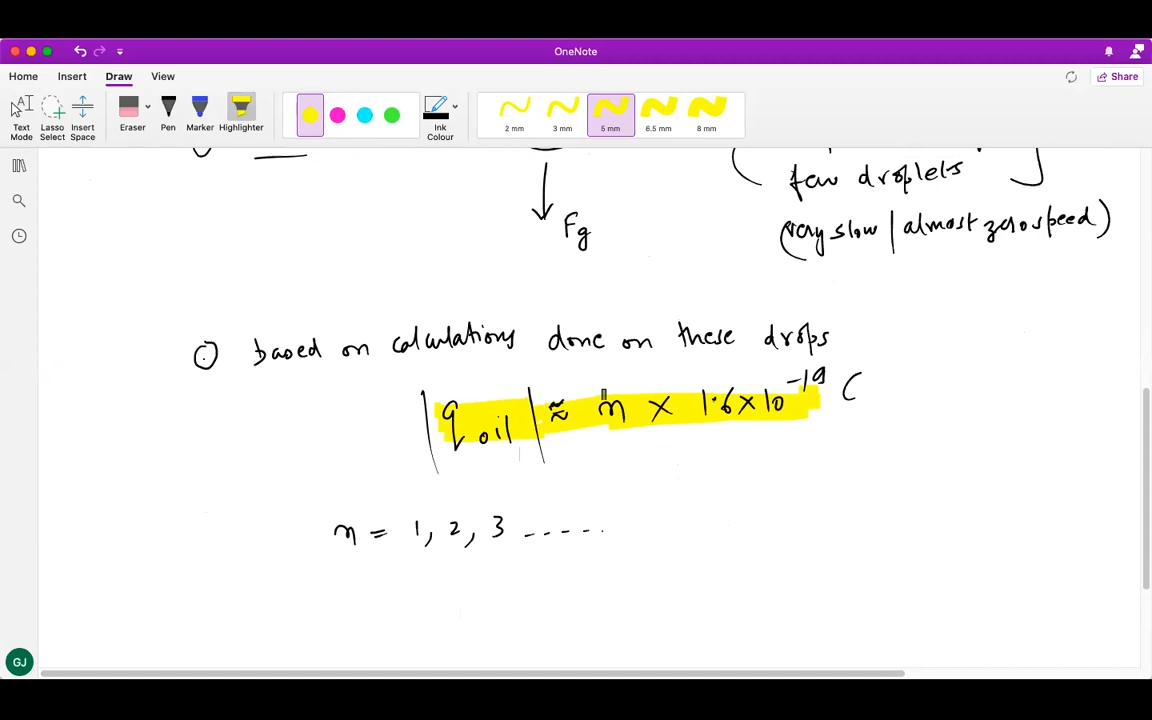 OneNote
Home Insert Draw View
Share
Text Mode
Lasso Select
Insert Space
Eraser
Pen
Marker
Highlighter
Ink Colour
2 mm 3 mm 5 mm 6.5 mm 8 mm
few droplets
Fg
(very slow | almost zero speed)
based on calculations done on these drops
|q oil| ≈ n × 1.6×10⁻¹⁹ C
n = 1, 2, 3 .....
GJ